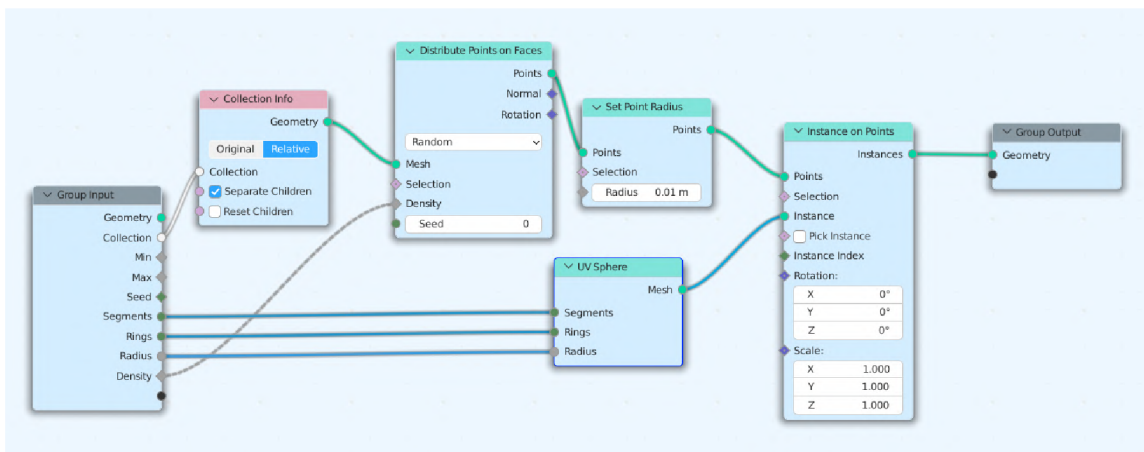 Group Input
Geometry
Collection
Min
Max
Seed
Segments
Rings
Radius
Density
Collection Info
Geometry
Original Relative
Collection
Separate Children
Reset Children
Distribute Points on Faces
Points
Normal
Rotation
Random
Mesh
Selection
Density
Seed 0
Set Point Radius
Points
Points
Selection
Radius 0.01 m
UV Sphere
Mesh
Segments
Rings
Radius
Instance on Points
Instances
Points
Selection
Instance
Pick Instance
Instance Index
Rotation:
X 0°
Y 0°
Z 0°
Scale:
X 1.000
Y 1.000
Z 1.000
Group Output
Geometry